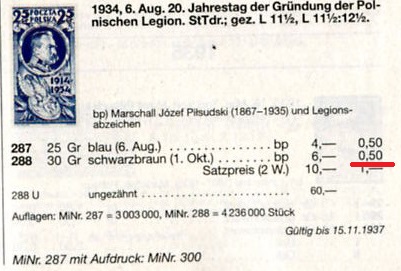 25 POCZTA 25
POLSKA
1914
1934
1934, 6. Aug. 20. Jahrestag der Gründung der Pol-
nischen Legion. StTdr.; gez. L 11½, L 11½:12½.
bp) Marschall Józef Piłsudski (1867–1935) und Legions-
abzeichen
287 25 Gr blau (6. Aug.) . . . . . . . . . . . . . bp 4,— 0,50
288 30 Gr schwarzbraun (1. Okt.) . . . . . . . . bp 6,— 0,50
Satzpreis (2 W.) 10,— 1,—
288 U ungezähnt . . . . . . . . . . . . . . . . . . . . 60,—
Auflagen: MiNr. 287 = 3 003 000, MiNr. 288 = 4 236 000 Stück
Gültig bis 15.11.1937
MiNr. 287 mit Aufdruck: MiNr. 300